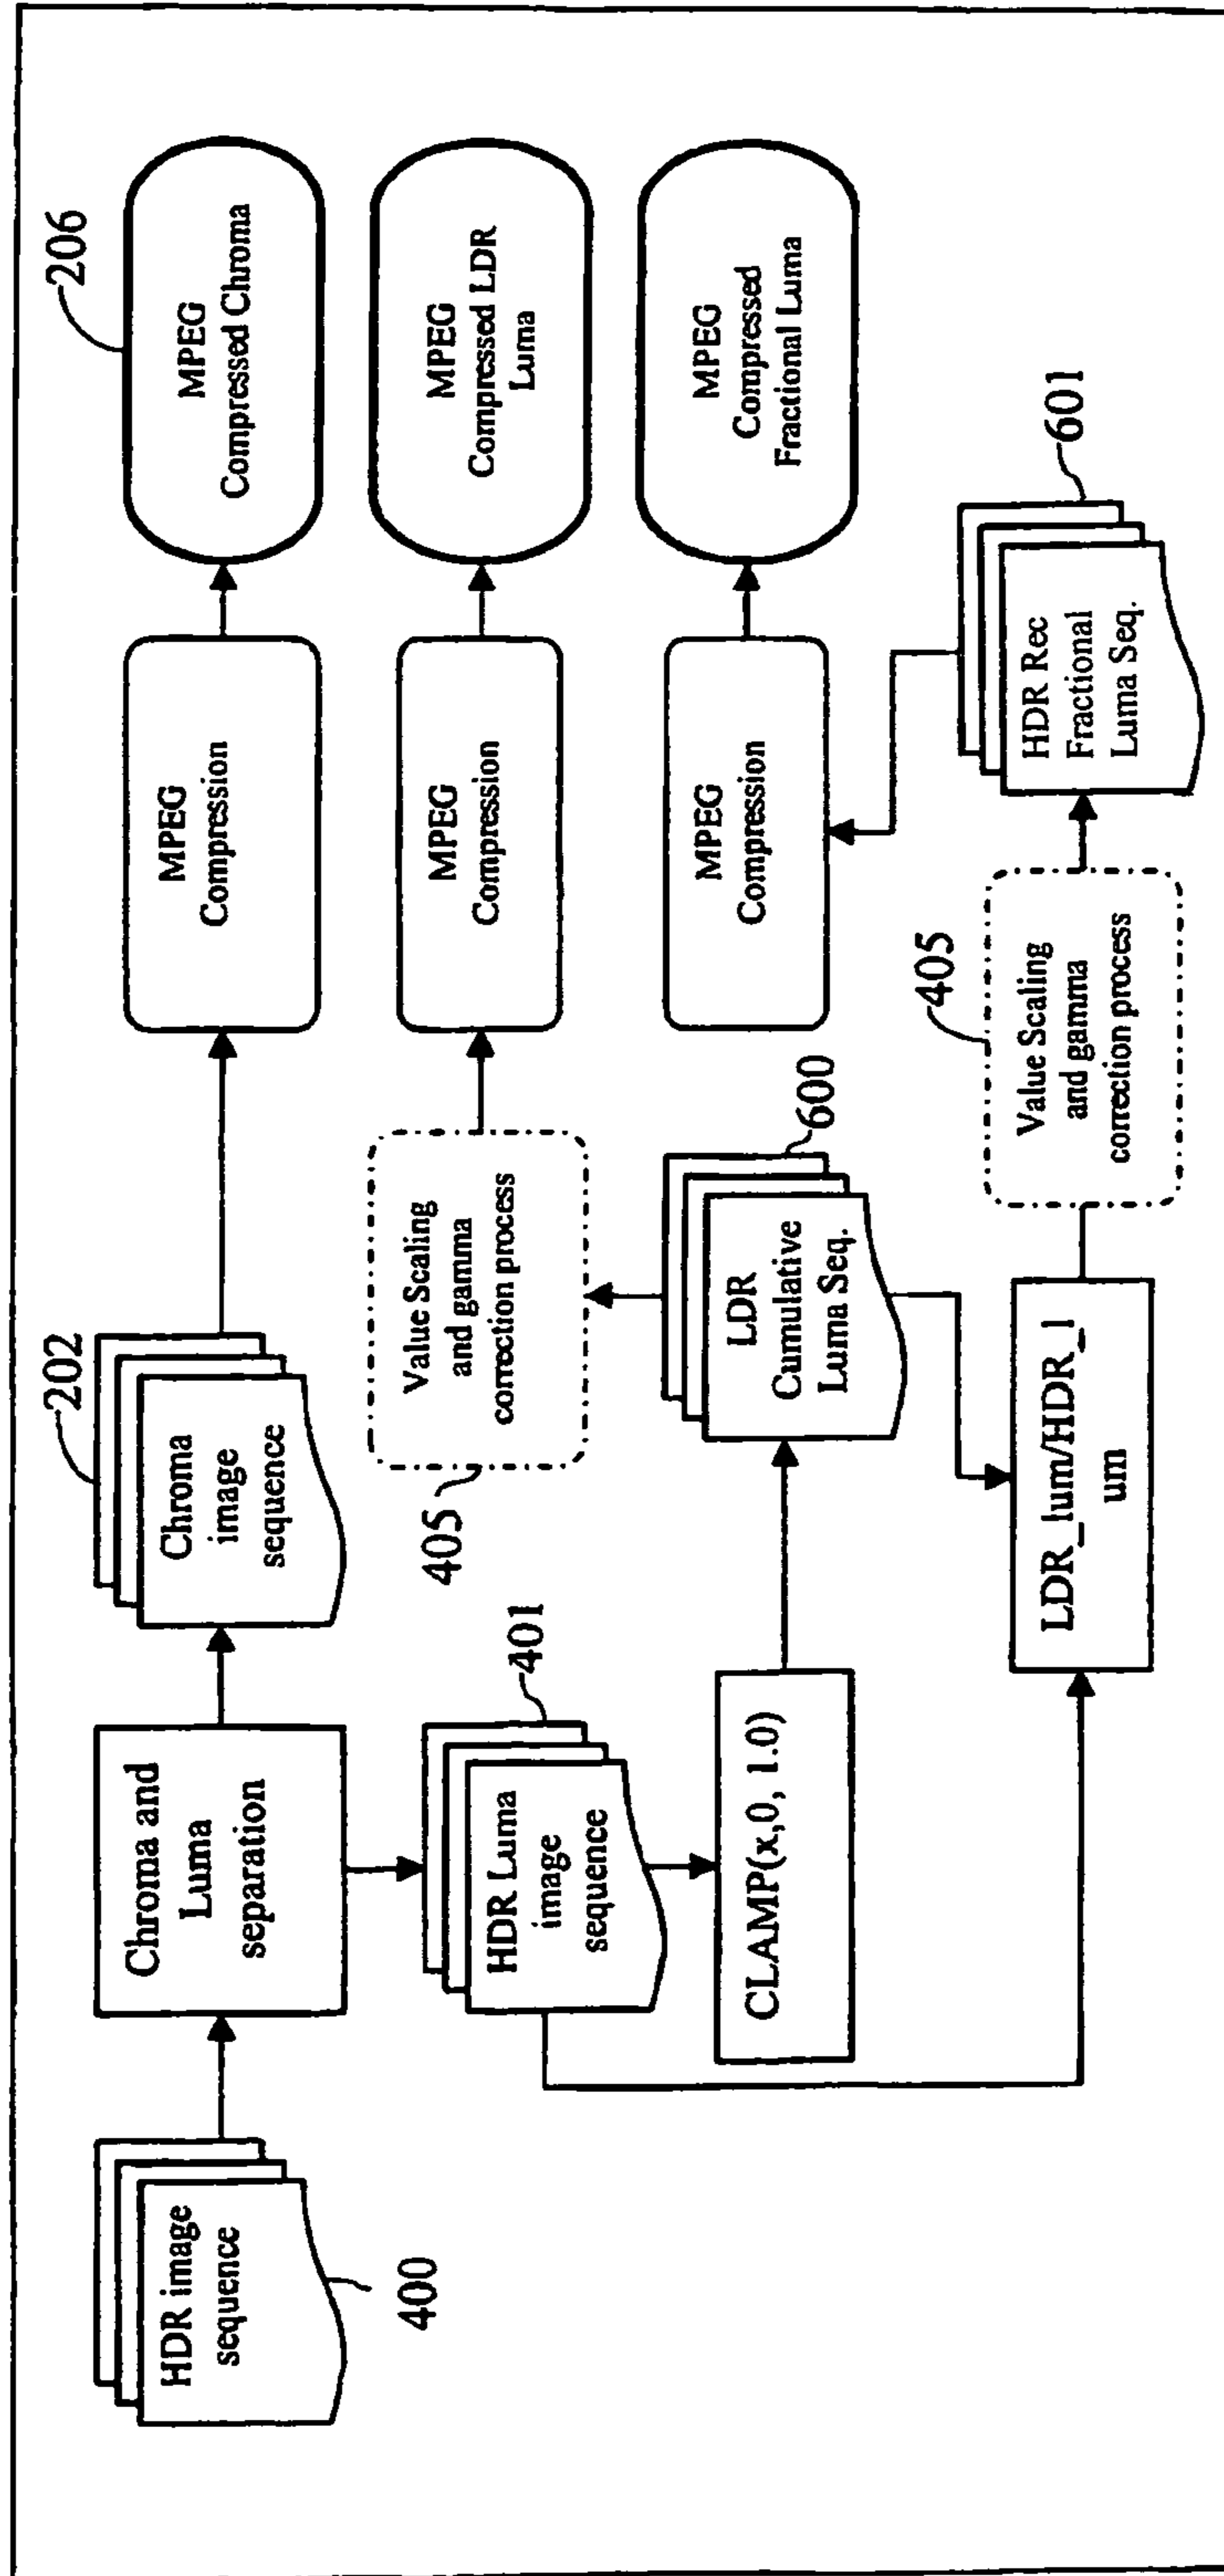 HDR image
sequence
400
Chroma and
Luma
separation
Chroma
image
sequence
202
MPEG
Compression
MPEG
Compressed Chroma
206
HDR Luma
image
sequence
401
Value Scaling
and gamma
correction process
405
MPEG
Compression
MPEG
Compressed LDR
Luma
CLAMP(x,0, 1.0)
LDR
Cumulative
Luma Seq.
600
MPEG
Compression
MPEG
Compressed
Fractional Luma
LDR_lum/HDR_l
um
Value Scaling
and gamma
correction process
405
HDR Rec
Fractional
Luma Seq.
601